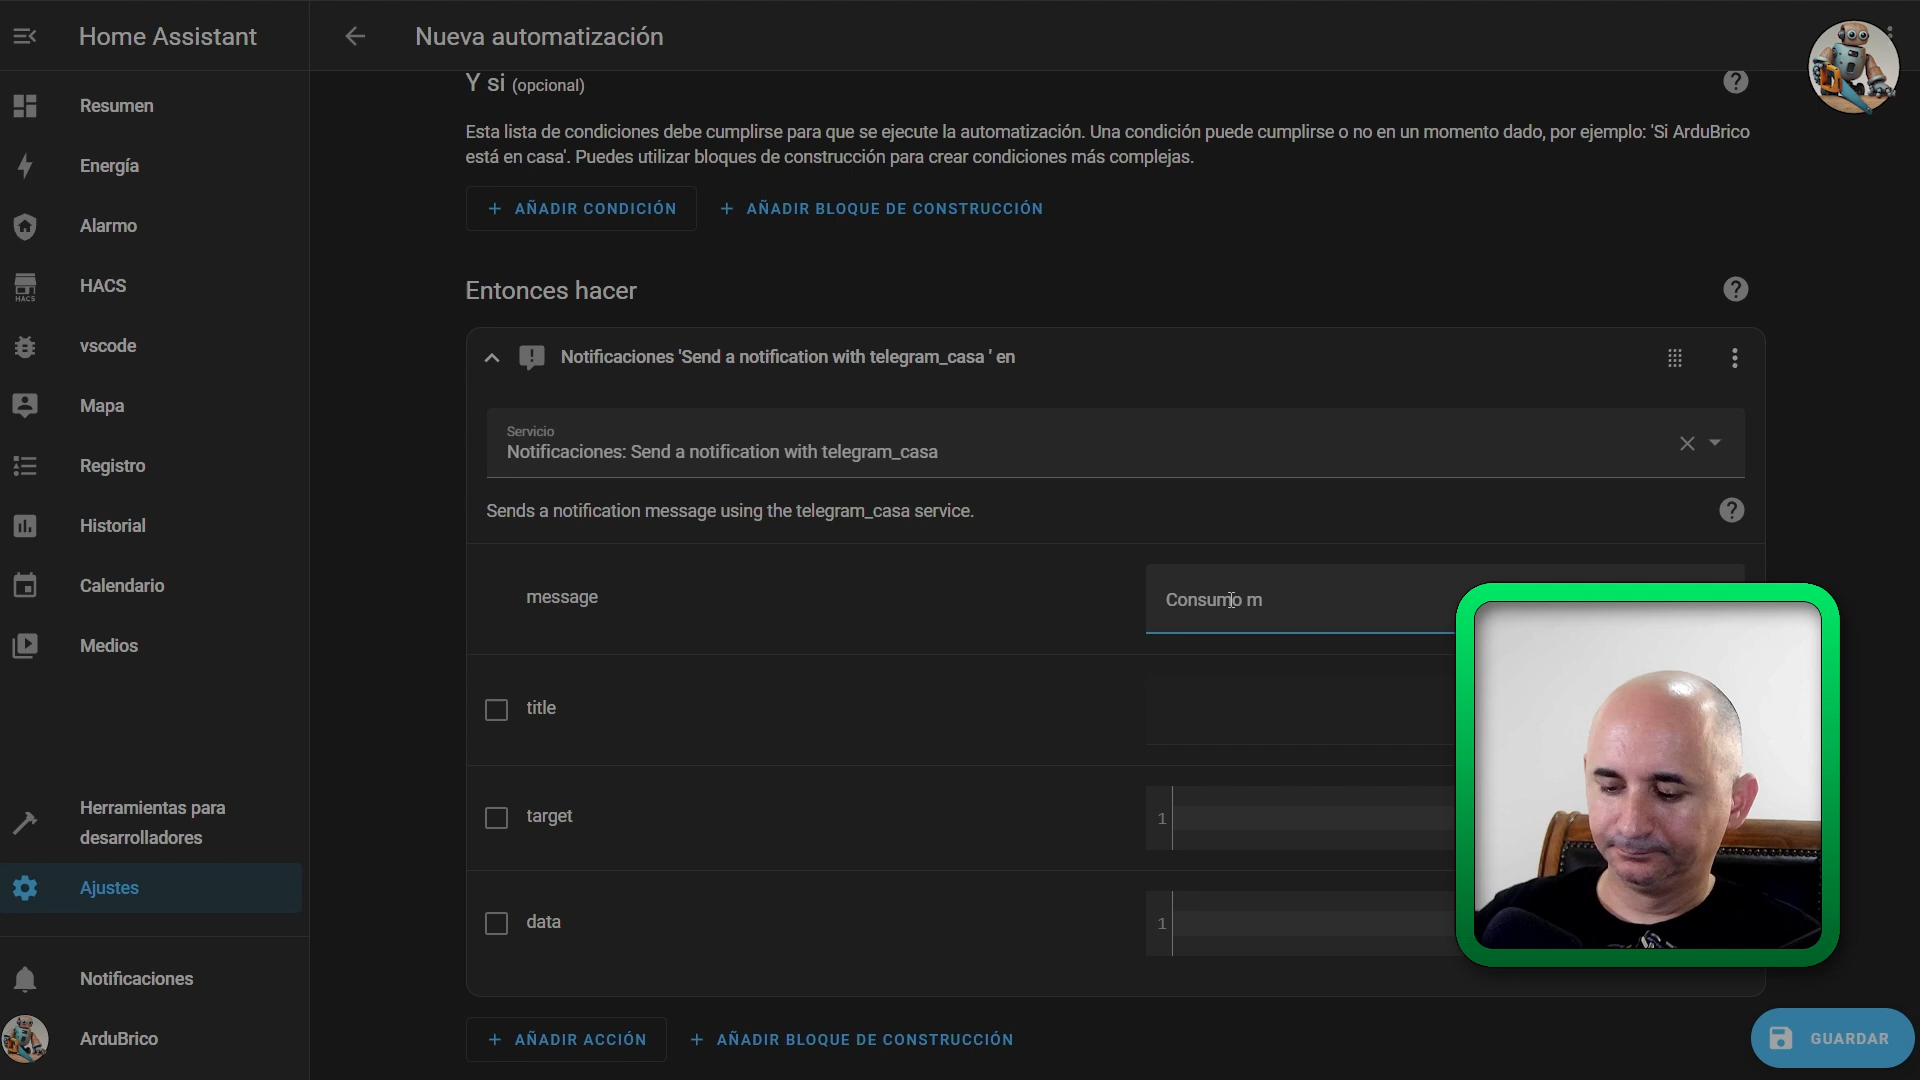 Home Assistant
Nueva automatización
Resumen
Energía
Alarmo
HACS
HACS
vscode
Mapa
Registro
Historial
Calendario
Medios
Herramientas para
desarrolladores
Ajustes
Notificaciones
ArduBrico
Y si (opcional)
Esta lista de condiciones debe cumplirse para que se ejecute la automatización. Una condición puede cumplirse o no en un momento dado, por ejemplo: 'Si ArduBrico
está en casa'. Puedes utilizar bloques de construcción para crear condiciones más complejas.
+ AÑADIR CONDICIÓN
+ AÑADIR BLOQUE DE CONSTRUCCIÓN
Entonces hacer
Notificaciones 'Send a notification with telegram_casa ' en
Servicio
Notificaciones: Send a notification with telegram_casa
Sends a notification message using the telegram_casa service.
message
Consumo m
title
target
1
data
1
+ AÑADIR ACCIÓN
+ AÑADIR BLOQUE DE CONSTRUCCIÓN
GUARDAR